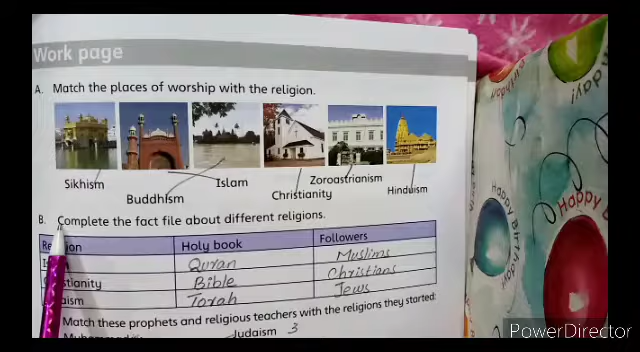 Work page
A. Match the places of worship with the religion.
Sikhism
Buddhism
Islam
Christianity
Zoroastrianism
Hinduism
B. Complete the fact file about different religions.
Holy book Followers
Quran Muslims
Bible Christians
Torah Jews
Match these prophets and religious teachers with the religions they started:
Judaism 3
Happy Birthday!
Happy
PowerDirector